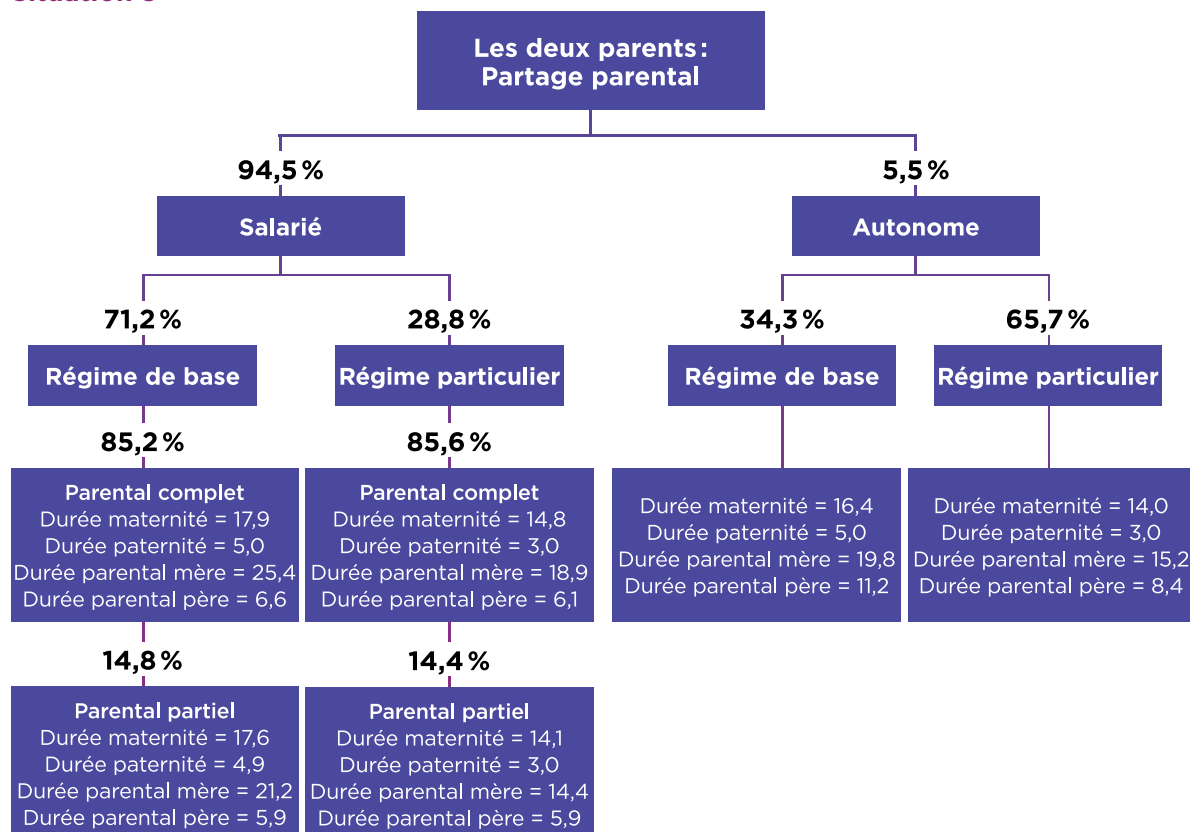 Les deux parents :
Partage parental
94,5 %
5,5 %
Salarié
Autonome
71,2 %
28,8 %
34,3 %
65,7 %
Régime de base
Régime particulier
Régime de base
Régime particulier
85,2 %
85,6 %
Parental complet
Durée maternité = 17,9
Durée paternité = 5,0
Durée parental mère = 25,4
Durée parental père = 6,6
Parental complet
Durée maternité = 14,8
Durée paternité = 3,0
Durée parental mère = 18,9
Durée parental père = 6,1
Durée maternité = 16,4
Durée paternité = 5,0
Durée parental mère = 19,8
Durée parental père = 11,2
Durée maternité = 14,0
Durée paternité = 3,0
Durée parental mère = 15,2
Durée parental père = 8,4
14,8 %
14,4 %
Parental partiel
Durée maternité = 17,6
Durée paternité = 4,9
Durée parental mère = 21,2
Durée parental père = 5,9
Parental partiel
Durée maternité = 14,1
Durée paternité = 3,0
Durée parental mère = 14,4
Durée parental père = 5,9